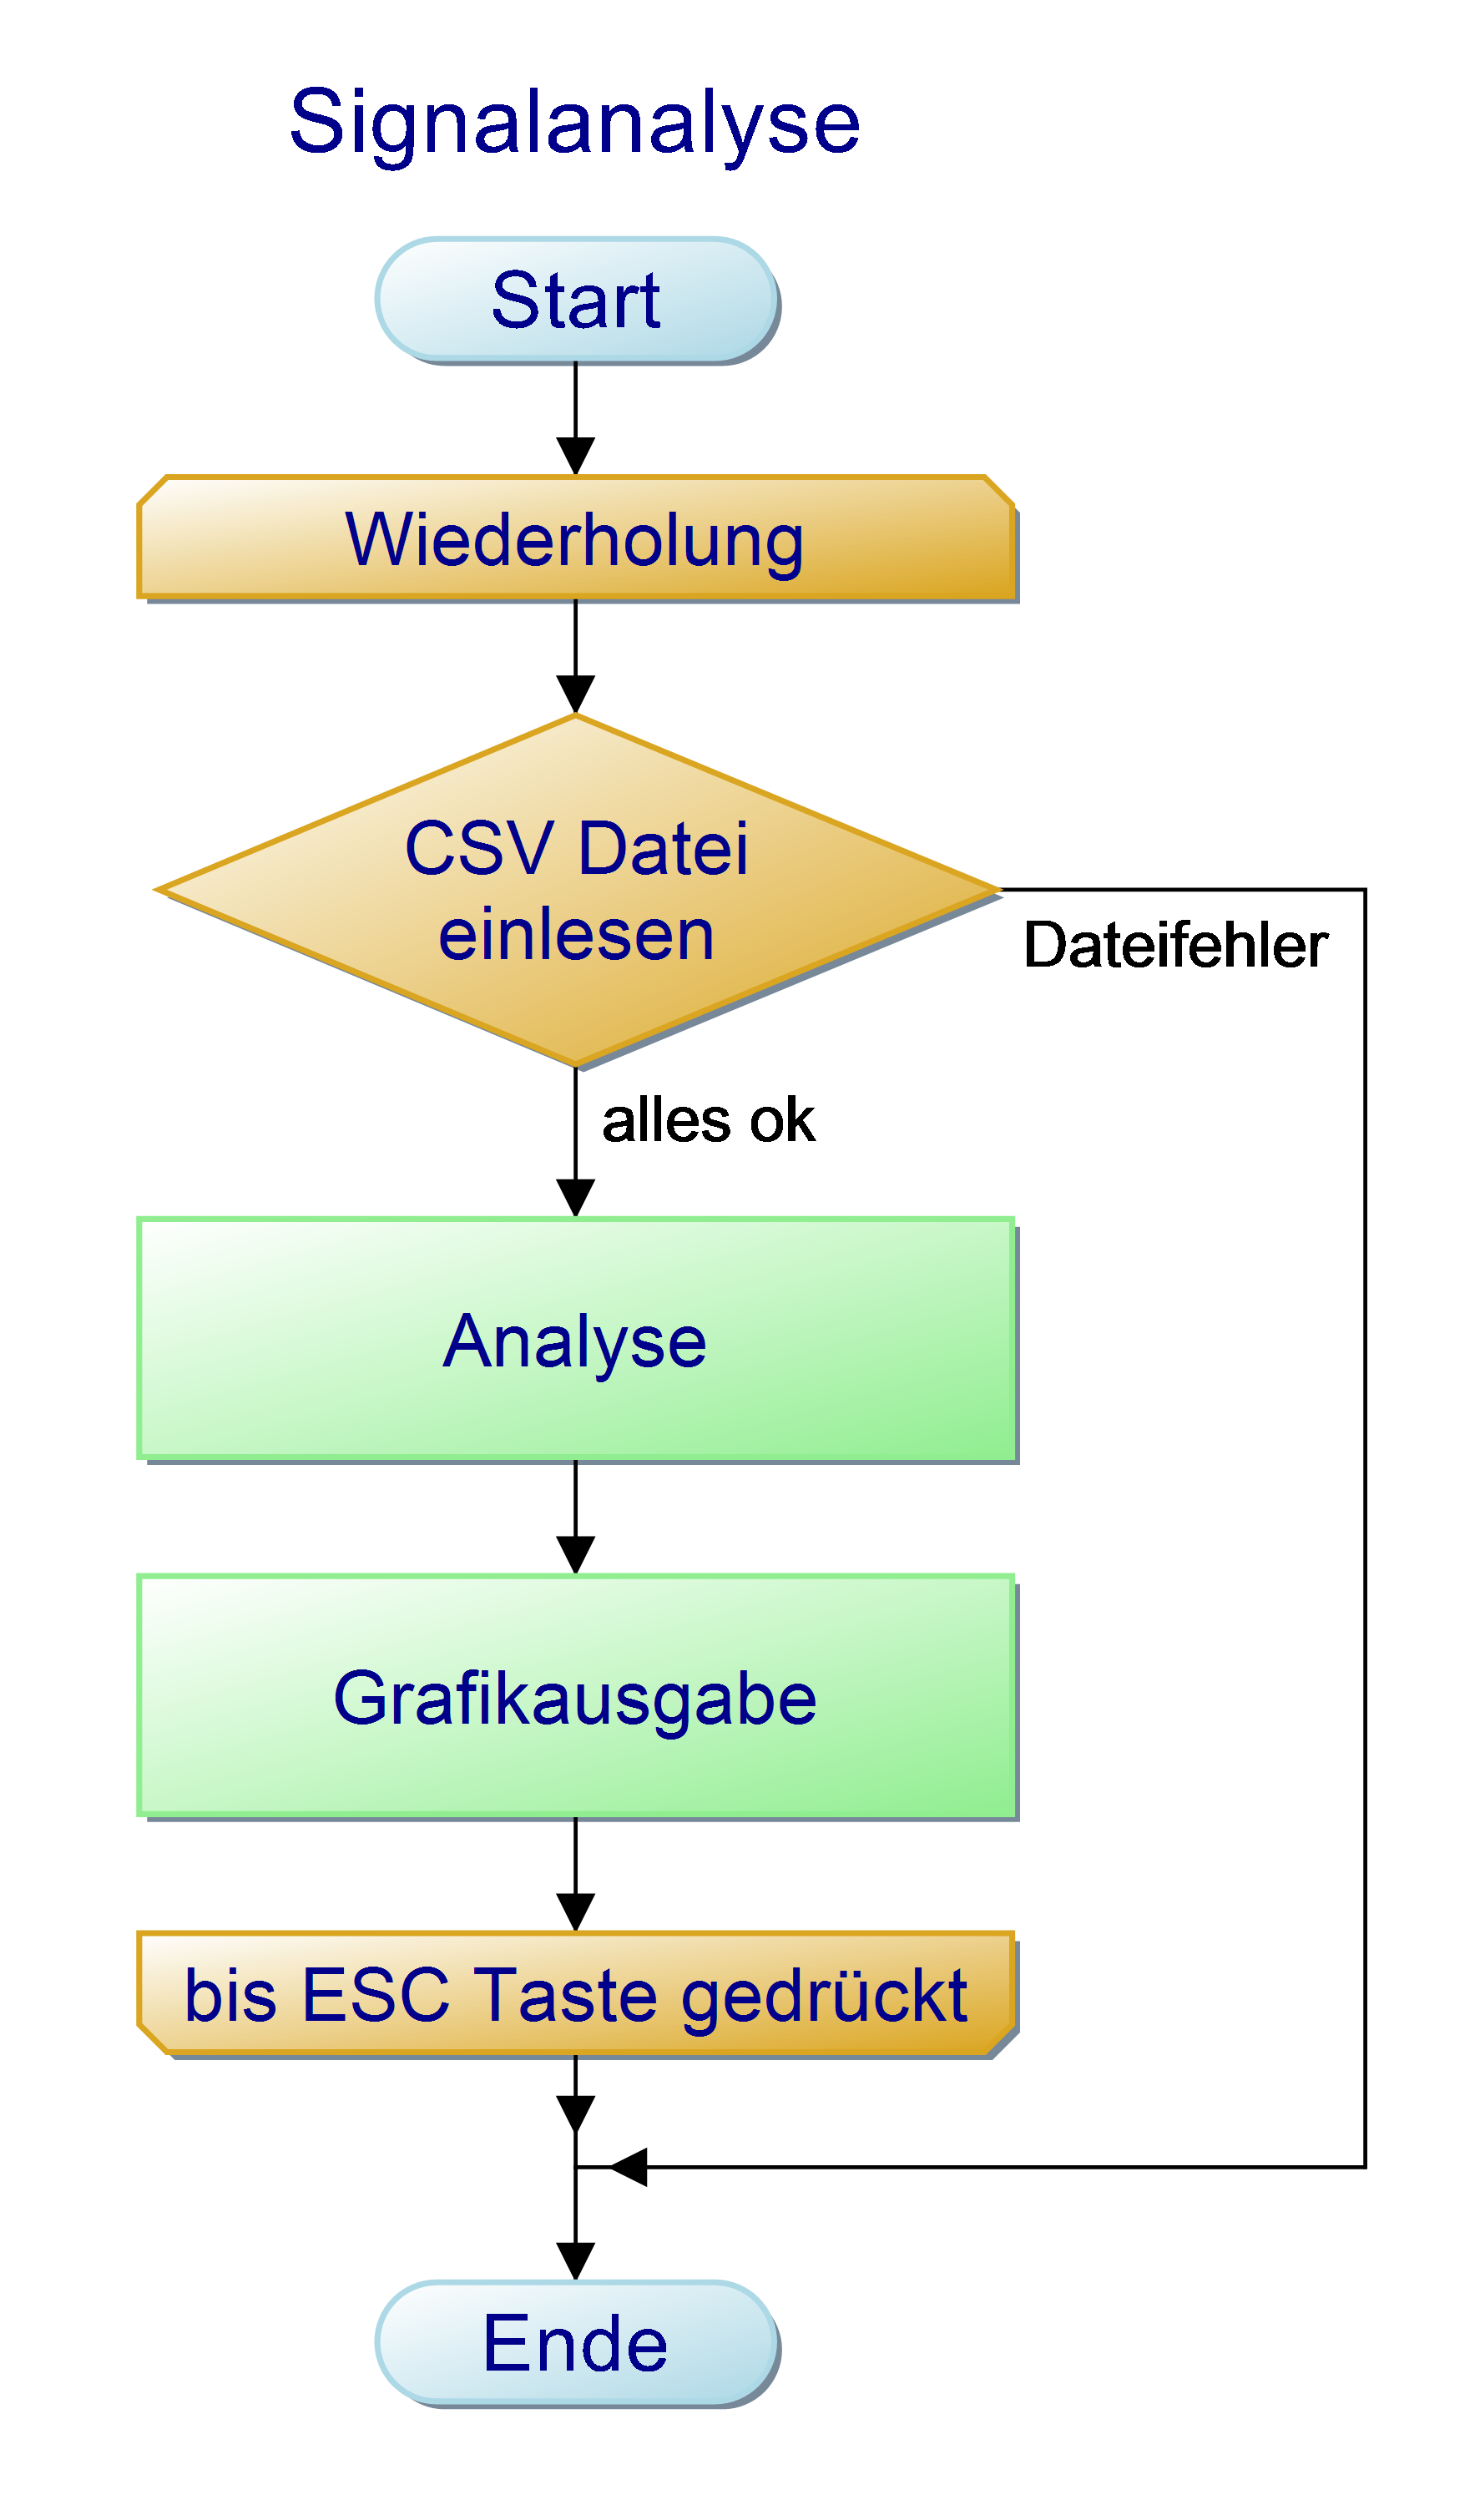 Signalanalyse
Start
Wiederholung
CSV Datei
einlesen
Dateifehler
alles ok
Analyse
Grafikausgabe
bis ESC Taste gedrückt
Ende